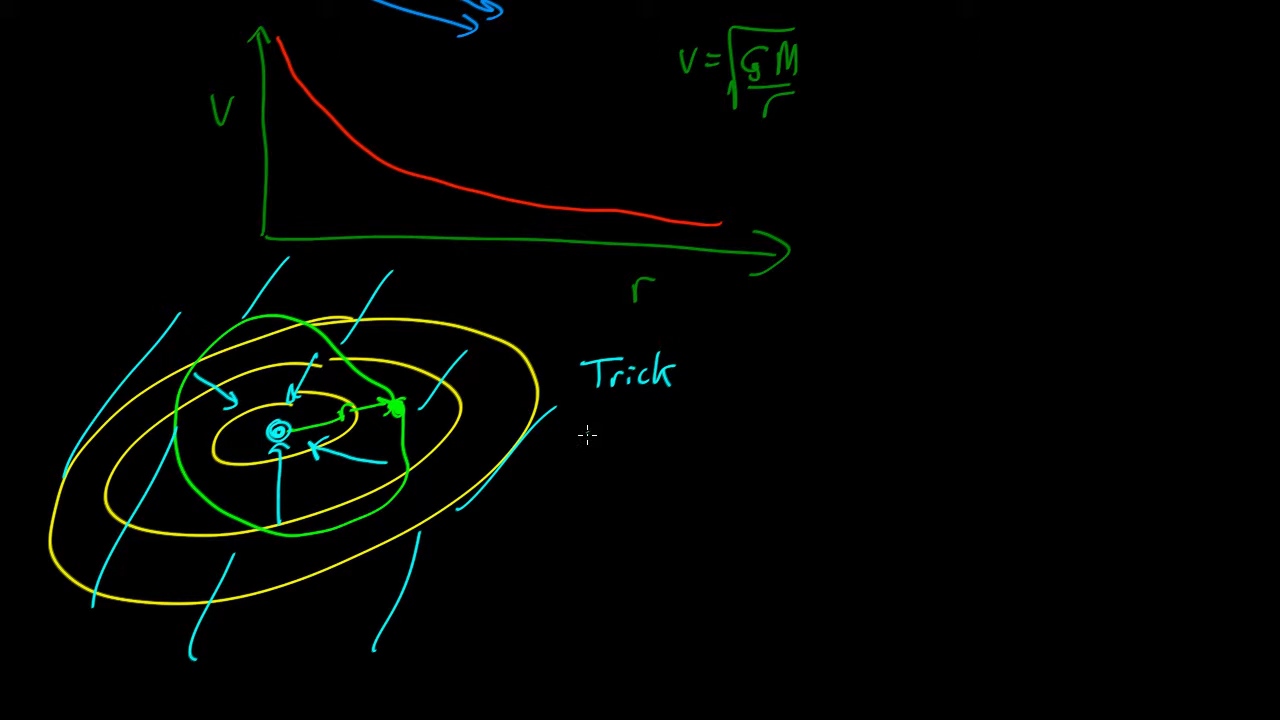 V = √(GM/r)
V
r
Trick
r